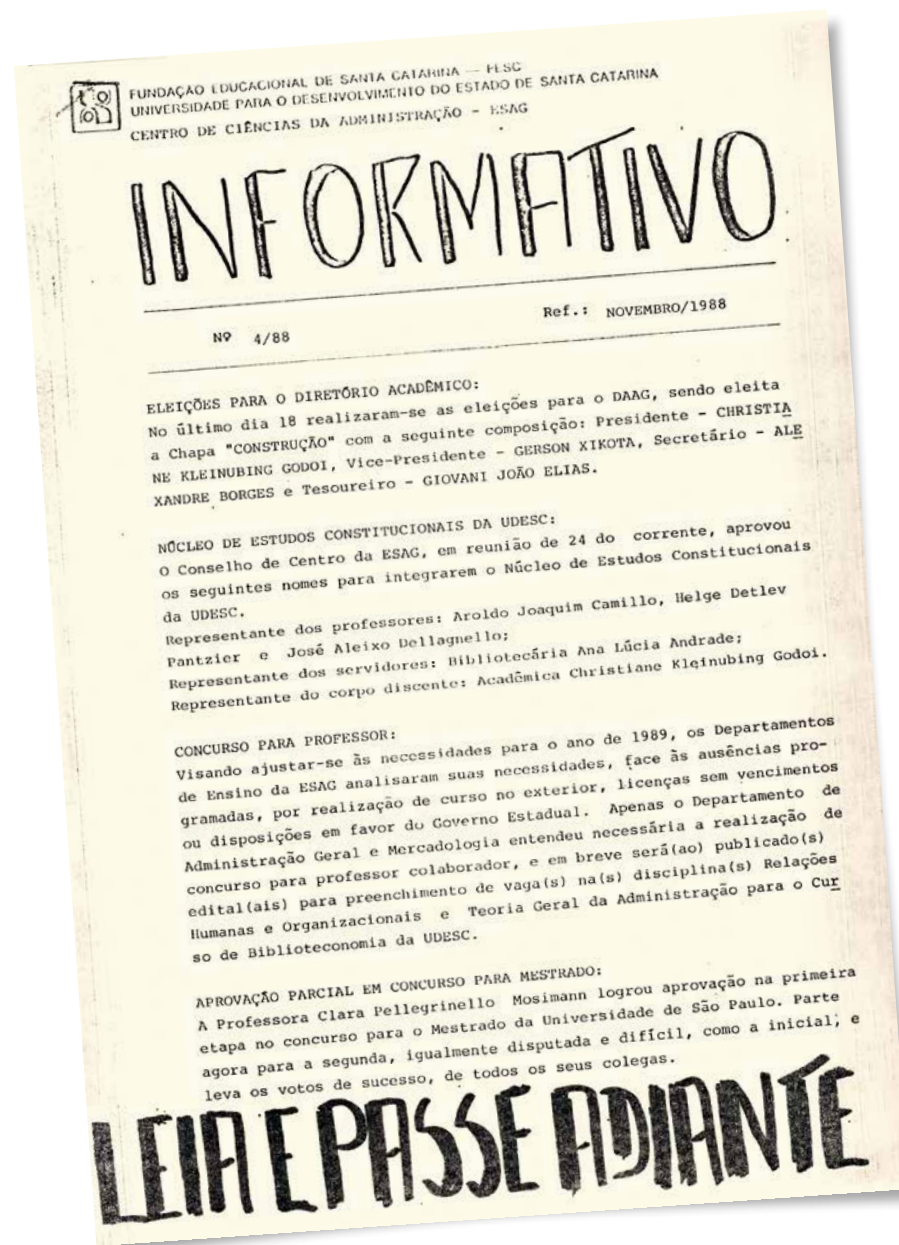 FUNDAÇÃO EDUCACIONAL DE SANTA CATARINA — FESC
UNIVERSIDADE PARA O DESENVOLVIMENTO DO ESTADO DE SANTA CATARINA
CENTRO DE CIÊNCIAS DA ADMINISTRAÇÃO - ESAG
INFORMATIVO
Nº 4/88 Ref.: NOVEMBRO/1988
ELEIÇÕES PARA O DIRETÓRIO ACADÊMICO:
No último dia 18 realizaram-se as eleições para o DAAG, sendo eleita
a Chapa "CONSTRUÇÃO" com a seguinte composição: Presidente - CHRISTIA
NE KLEINUBING GODOI, Vice-Presidente - GERSON XIKOTA, Secretário - ALE
XANDRE BORGES e Tesoureiro - GIOVANI JOÃO ELIAS.
NÚCLEO DE ESTUDOS CONSTITUCIONAIS DA UDESC:
O Conselho de Centro da ESAG, em reunião de 24 do corrente, aprovou
os seguintes nomes para integrarem o Núcleo de Estudos Constitucionais
da UDESC.
Representante dos professores: Aroldo Joaquim Camillo, Helge Detlev
Pantzier e José Aleixo Dellagnello;
Representante dos servidores: Bibliotecária Ana Lúcia Andrade;
Representante do corpo discente: Acadêmica Christiane Kleinubing Godoi.
CONCURSO PARA PROFESSOR:
Visando ajustar-se às necessidades para o ano de 1989, os Departamentos
de Ensino da ESAG analisaram suas necessidades, face às ausências pro-
gramadas, por realização de curso no exterior, licenças sem vencimentos
ou disposições em favor do Governo Estadual. Apenas o Departamento de
Administração Geral e Mercadologia entendeu necessária a realização de
concurso para professor colaborador, e em breve será(ao) publicado(s)
edital(ais) para preenchimento de vaga(s) na(s) disciplina(s) Relações
Humanas e Organizacionais e Teoria Geral da Administração para o Cur
so de Biblioteconomia da UDESC.
APROVAÇÃO PARCIAL EM CONCURSO PARA MESTRADO:
A Professora Clara Pellegrinello Mosimann logrou aprovação na primeira
etapa no concurso para o Mestrado da Universidade de São Paulo. Parte
agora para a segunda, igualmente disputada e difícil, como a inicial, e
leva os votos de sucesso, de todos os seus colegas.
LEIA E PASSE ADIANTE